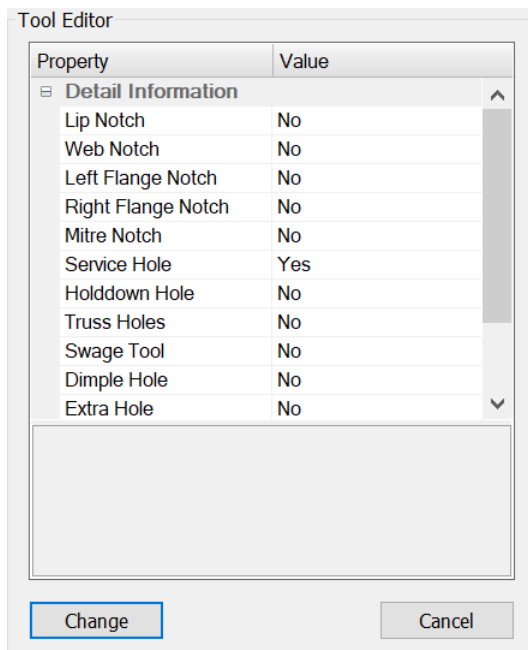 Tool Editor
Property Value
Detail Information
Lip Notch No
Web Notch No
Left Flange Notch No
Right Flange Notch No
Mitre Notch No
Service Hole Yes
Holddown Hole No
Truss Holes No
Swage Tool No
Dimple Hole No
Extra Hole No
Change Cancel